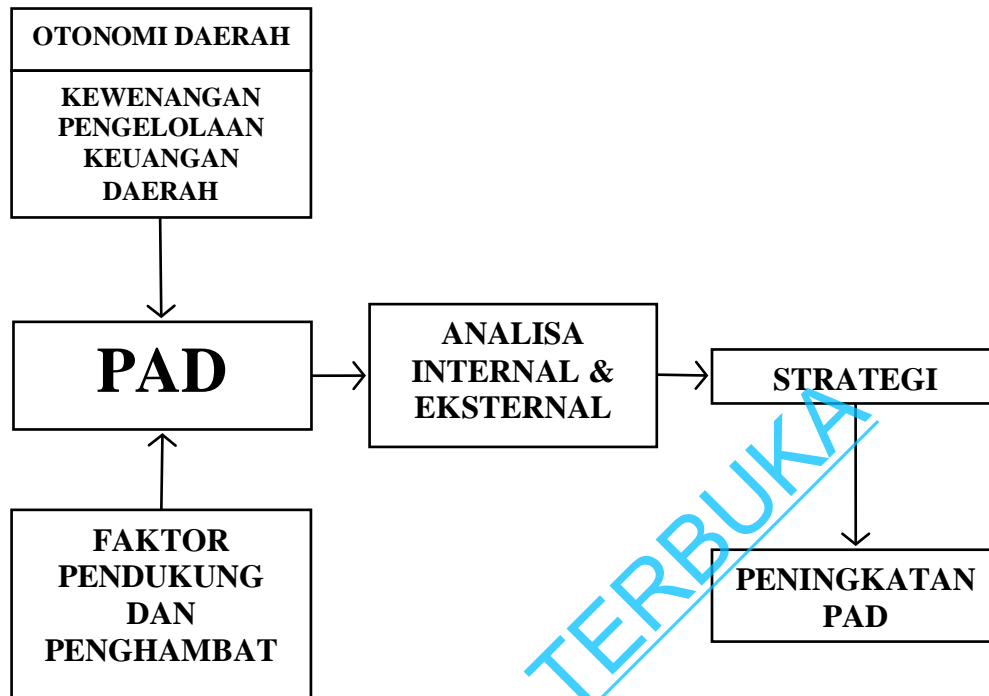 OTONOMI DAERAH
KEWENANGAN
PENGELOLAAN
KEUANGAN
DAERAH
PAD
ANALISA
INTERNAL &
EKSTERNAL
STRATEGI
FAKTOR
PENDUKUNG
DAN
PENGHAMBAT
PENINGKATAN
PAD
TERBUKA